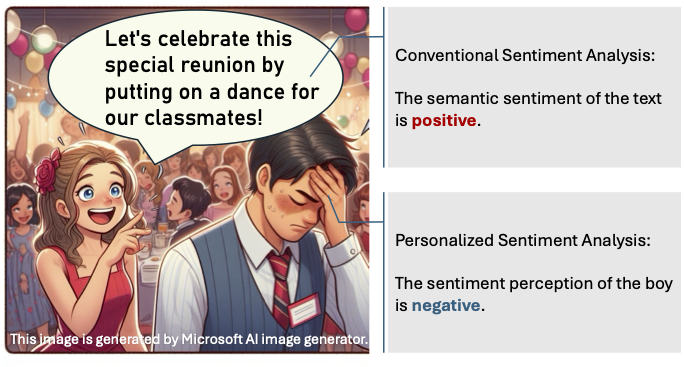 Let's celebrate this
special reunion by
putting on a dance for
our classmates!
This image is generated by Microsoft AI image generator.
Conventional Sentiment Analysis:
The semantic sentiment of the text
is positive.
Personalized Sentiment Analysis:
The sentiment perception of the boy
is negative.